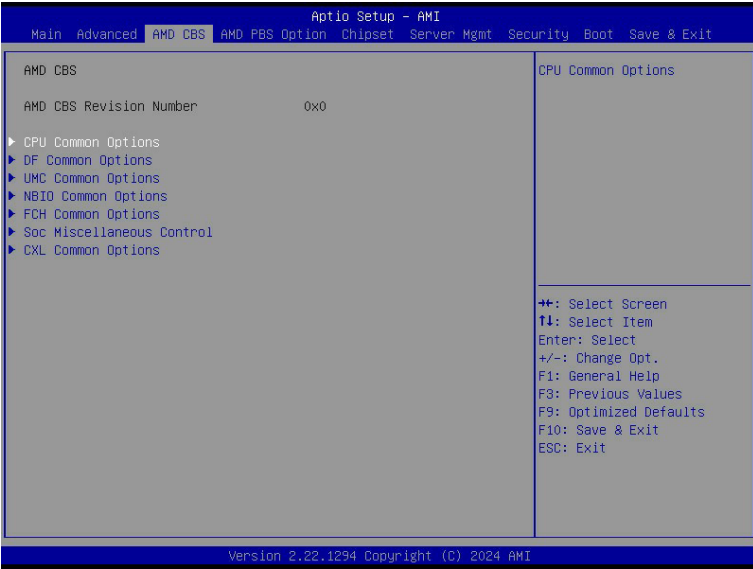 Aptio Setup - AMI
Main Advanced AMD CBS AMD PBS Option Chipset Server Mgmt Security Boot Save & Exit
AMD CBS
AMD CBS Revision Number 0x0
CPU Common Options
DF Common Options
UMC Common Options
NBIO Common Options
FCH Common Options
Soc Miscellaneous Control
CXL Common Options
CPU Common Options
→←: Select Screen
↑↓: Select Item
Enter: Select
+/-: Change Opt.
F1: General Help
F3: Previous Values
F9: Optimized Defaults
F10: Save & Exit
ESC: Exit
Version 2.22.1294 Copyright (C) 2024 AMI